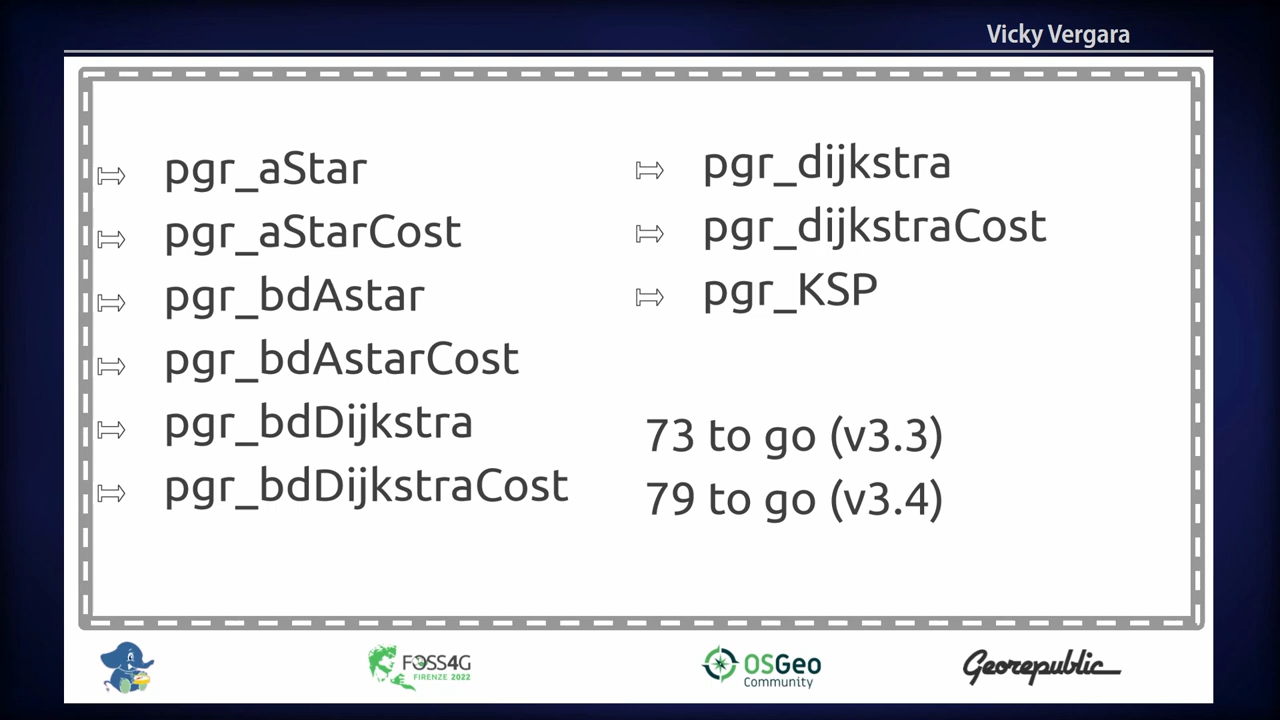 Vicky Vergara
pgr_aStar
pgr_aStarCost
pgr_bdAstar
pgr_bdAstarCost
pgr_bdDijkstra
pgr_bdDijkstraCost
pgr_dijkstra
pgr_dijkstraCost
pgr_KSP
73 to go (v3.3)
79 to go (v3.4)
FOSS4G
FIRENZE 2022
OSGeo
Community
Georepublic